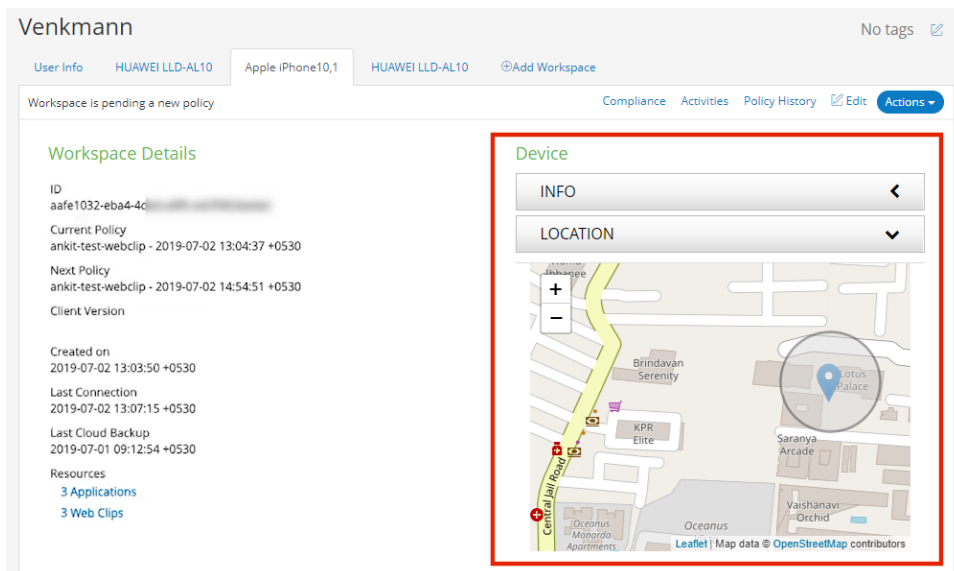 Venkmann
No tags
User Info
HUAWEI LLD-AL10
Apple iPhone10,1
HUAWEI LLD-AL10
Add Workspace
Workspace is pending a new policy
Compliance
Activities
Policy History
Edit
Actions
Workspace Details
ID
aafe1032-eba4-4c
Current Policy
ankit-test-webclip - 2019-07-02 13:04:37 +0530
Next Policy
ankit-test-webclip - 2019-07-02 14:54:51 +0530
Client Version
Created on
2019-07-02 13:03:50 +0530
Last Connection
2019-07-02 13:07:15 +0530
Last Cloud Backup
2019-07-01 09:12:54 +0530
Resources
3 Applications
3 Web Clips
Device
INFO
LOCATION
Ibbanee
+
−
Brindavan
Serenity
Lotus
Palace
KPR
Elite
Saranya
Arcade
Central Jail Road
Vaishanavi
Orchid
Oceanus
Monarda
Apartments
Oceanus
Leaflet | Map data © OpenStreetMap contributors